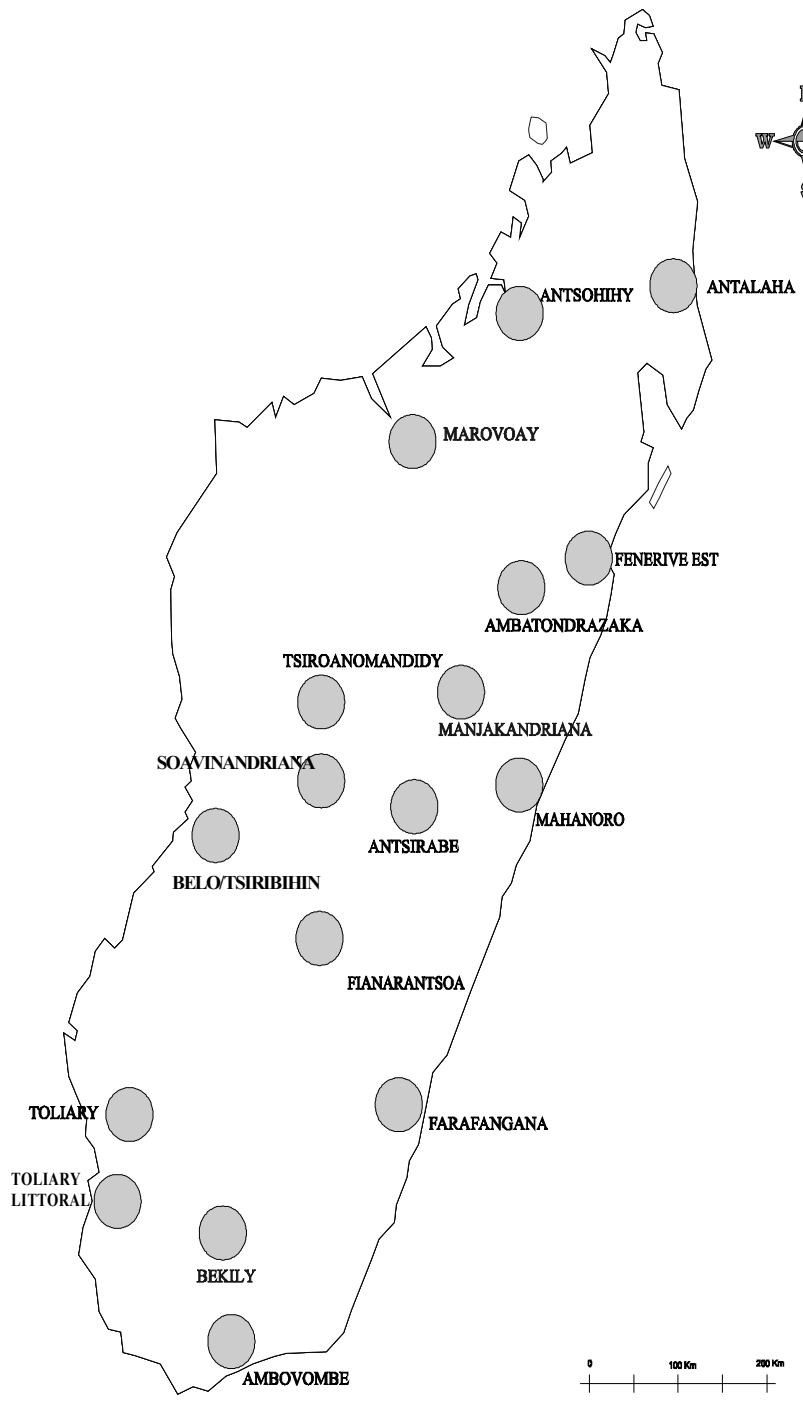 W
ANTSOHIHY
ANTALAHA
MAROVOAY
FENERIVE EST
AMBATONDRAZAKA
TSIROANOMANDIDY
MANJAKANDRIANA
SOAVINANDRIANA
MAHANORO
ANTSIRABE
BELO/TSIRIBIHIN
FIANARANTSOA
TOLIARY
FARAFANGANA
TOLIARY
LITTORAL
BEKILY
0 100 Km 200 Km
AMBOVOMBE